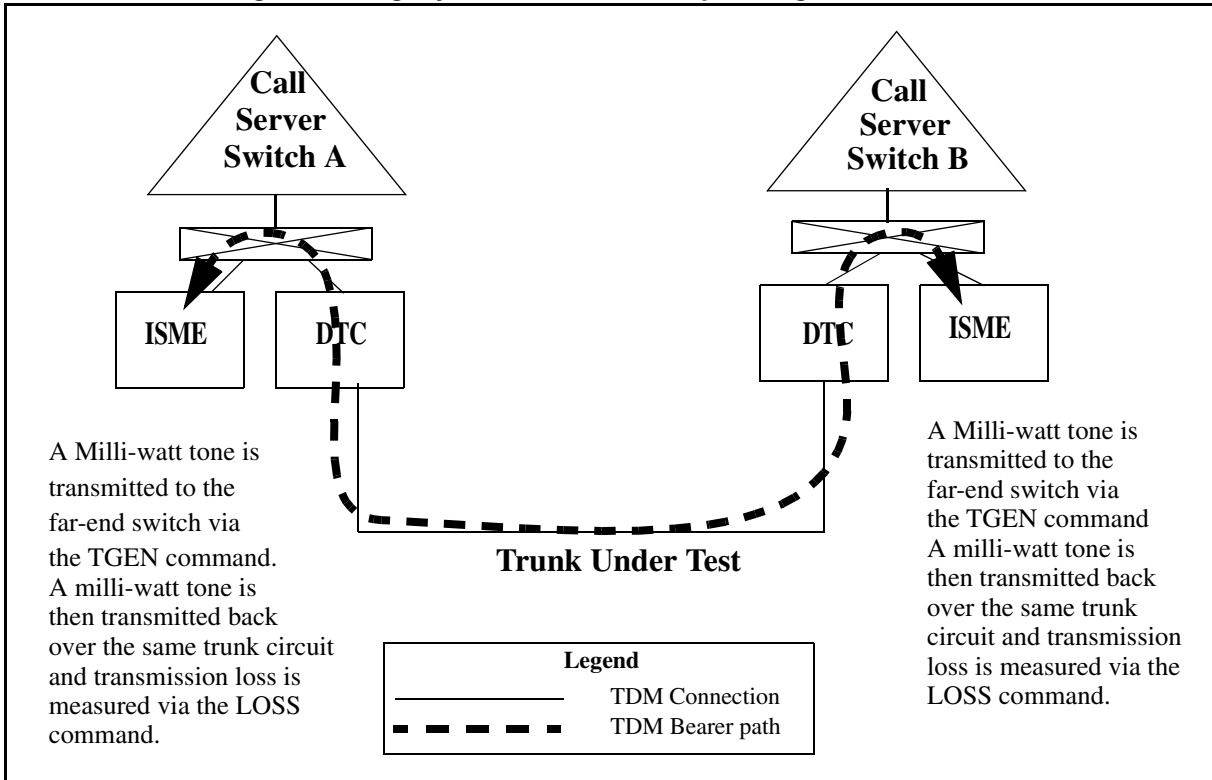 Call
Server
Switch A
Call
Server
Switch B
ISME
DTC
DTC
ISME
A Milli-watt tone is
transmitted to the
far-end switch via
the TGEN command.
A milli-watt tone is
then transmitted back
over the same trunk circuit
and transmission loss is
measured via the LOSS
command.
Trunk Under Test
A Milli-watt tone is
transmitted to the
far-end switch via
the TGEN command
A milli-watt tone is
then transmitted back
over the same trunk
circuit and transmission
loss is measured via the
LOSS command.
Legend
TDM Connection
TDM Bearer path